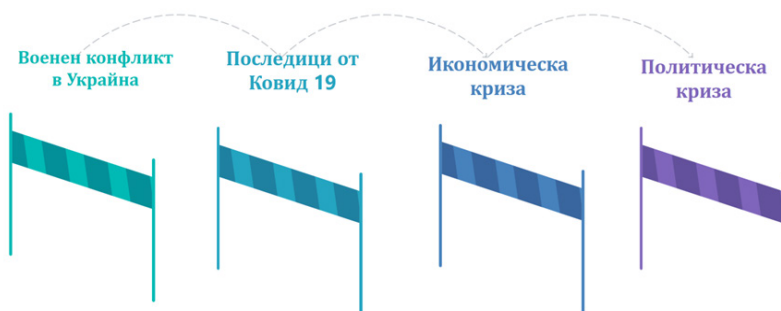 Военен конфликт
в Украйна
Последици от
Ковид 19
Икономическа
криза
Политическа
криза